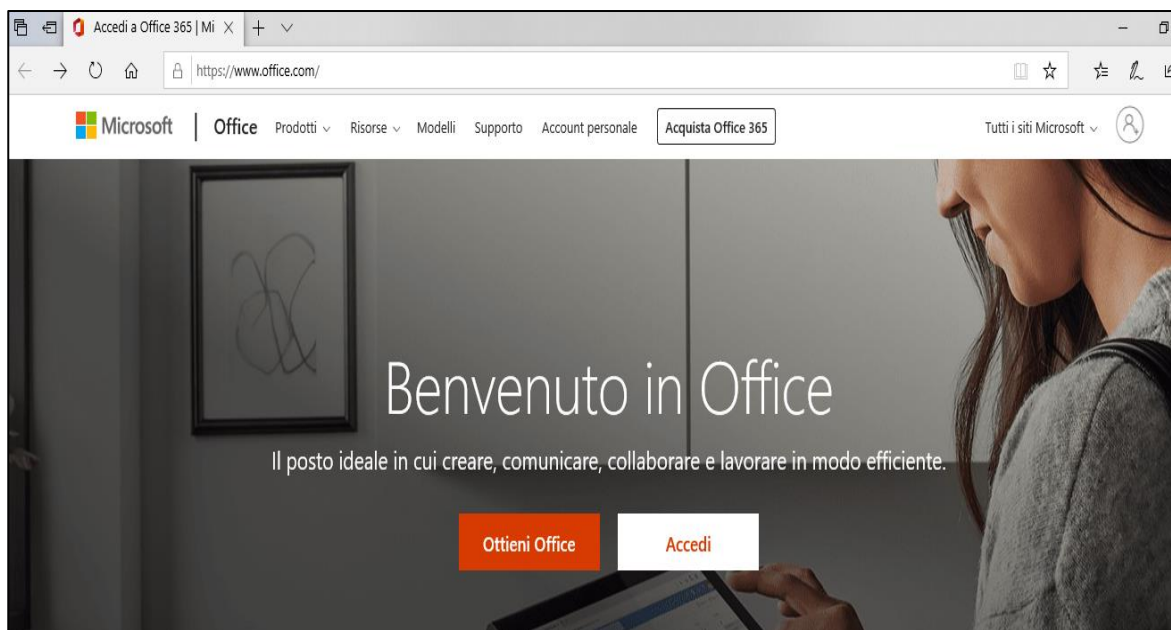 Accedi a Office 365 | Mi
https://www.office.com/
Microsoft | Office Prodotti Risorse Modelli Supporto Account personale Acquista Office 365 Tutti i siti Microsoft
Benvenuto in Office
Il posto ideale in cui creare, comunicare, collaborare e lavorare in modo efficiente.
Ottieni Office Accedi